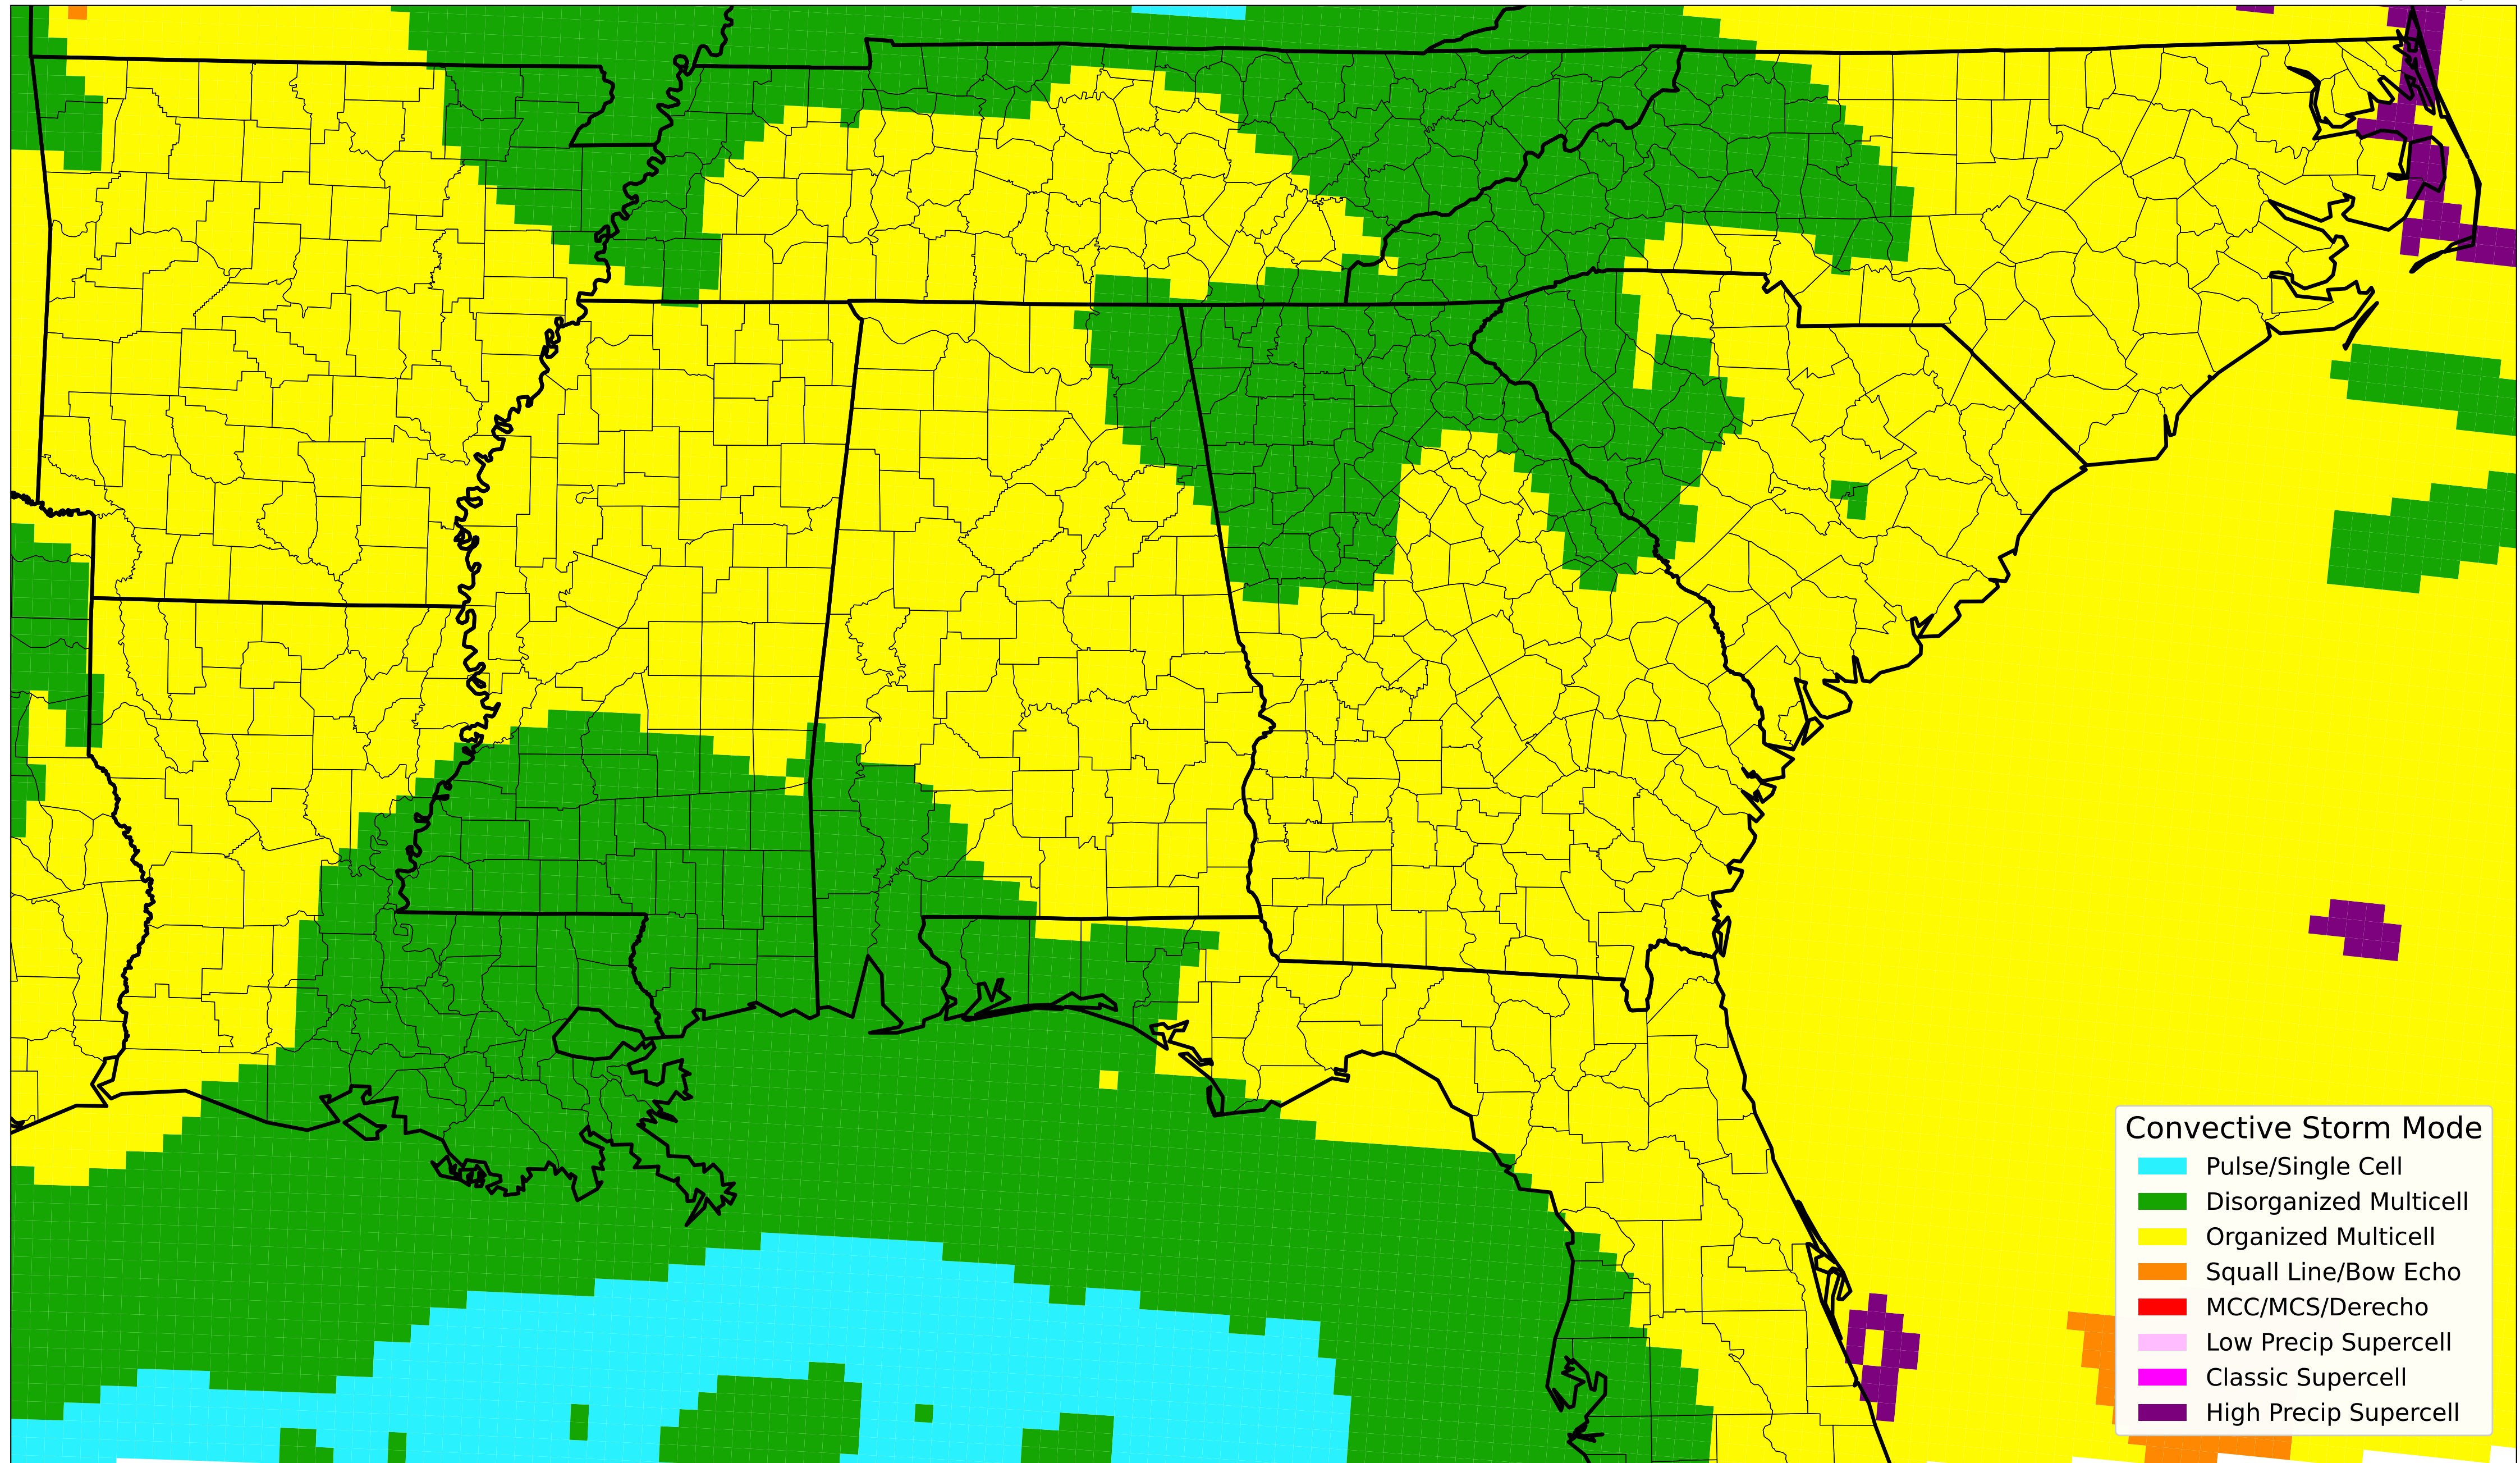 Convective Storm Mode
Pulse/Single Cell
Disorganized Multicell
Organized Multicell
Squall Line/Bow Echo
MCC/MCS/Derecho
Low Precip Supercell
Classic Supercell
High Precip Supercell